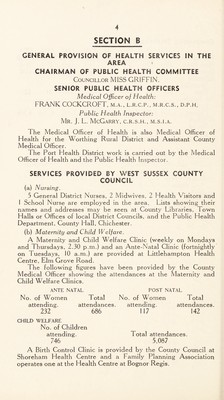 4
SECTION B
GENERAL PROVISION OF HEALTH SERVICES IN THE
AREA
CHAIRMAN OF PUBLIC HEALTH COMMITTEE
COUNCILLOR MISS GRIFFIN.
SENIOR PUBLIC HEALTH OFFICERS
Medical Officer of Health:
FRANK COCKCROFT, M.A., L.R.C.P., M.R.C.S., D.P.H.
Public Health Inspector:
MR. J. L. MCGARRY, C.R.S.H., M.S.I.A.
The Medical Officer of Health is also Medical Officer of
Health for the Worthing Rural District and Assistant County
Medical Officer.
The Port Health District work is carried out by the Medical
Officer of Health and the Public Health Inspector.
SERVICES PROVIDED BY WEST SUSSEX COUNTY
COUNCIL
(a) Nursing.
5 General District Nurses, 2 Midwives, 2 Health Visitors and
1 School Nurse are employed in the area. Lists showing their
names and addresses may be seen at County Libraries, Town
Halls or Offices of local District Councils, and the Public Health
Department, County Hall, Chichester.
(b) Maternity and Child Welfare.
A Maternity and Child Welfare Clinic (weekly on Mondays
and Thursdays, 2.30 p.m.) and an Ante-Natal Clinic (fortnightly
on Tuesdays, 10 a.m.) are provided at Littlehampton Health
Centre, Elm Grove Road.
The following figures have been provided by the County
Medical Officer showing the attendances at the Maternity and
Child Welfare Clinics.
ANTE NATAL POST NATAL
No. of Women Total No. of Women Total
attending. attendances. attending. attendances.
232 686 117 142
CHILD WELFARE
No. of Children
attending. Total attendances.
746 5,087
A Birth Control Clinic is provided by the County Council at
Shoreham Health Centre and a Family Planning Association
operates one at the Health Centre at Bognor Regis.